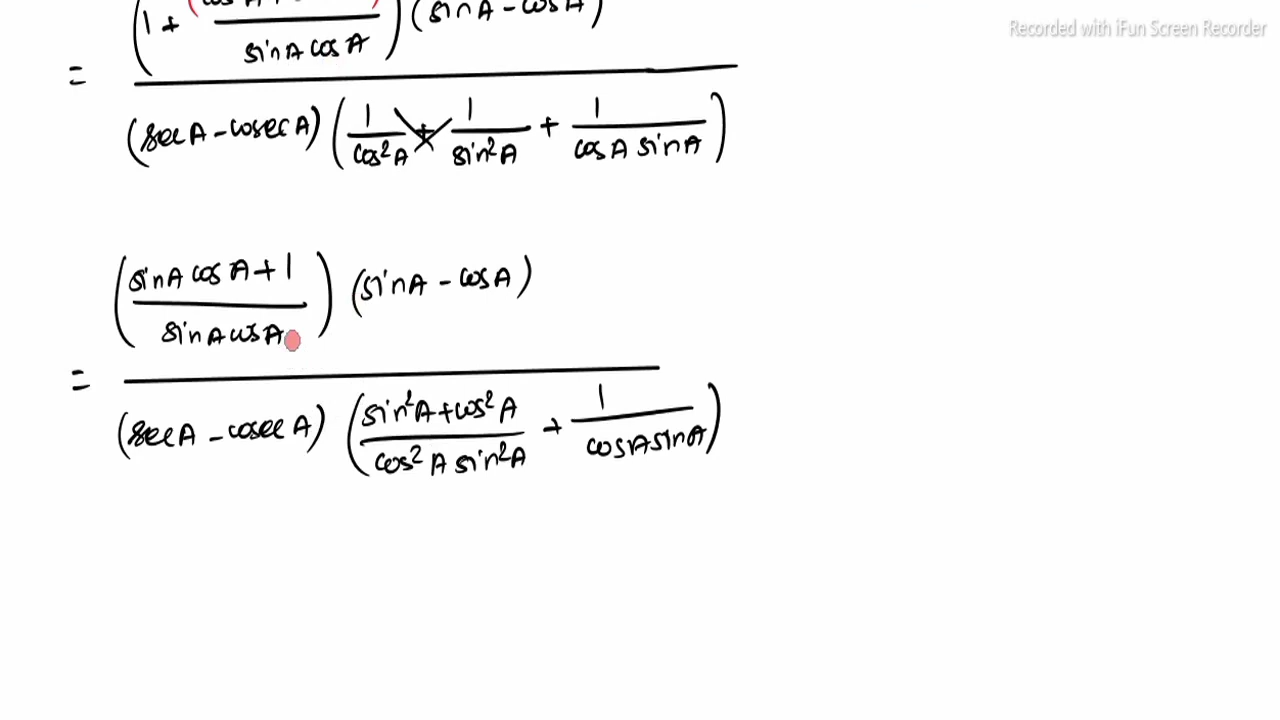 Recorded with iFun Screen Recorder
(1 + / sinA cosA) (sinA - cosA)
=
(secA - cosecA) (1/cos²A + 1/sin²A + 1/cosA sinA)
(sinA cosA + 1 / sinA cosA) (sinA - cosA)
=
(secA - cosecA) (sin²A + cos²A / cos²A sin²A + 1/cosA sinA)